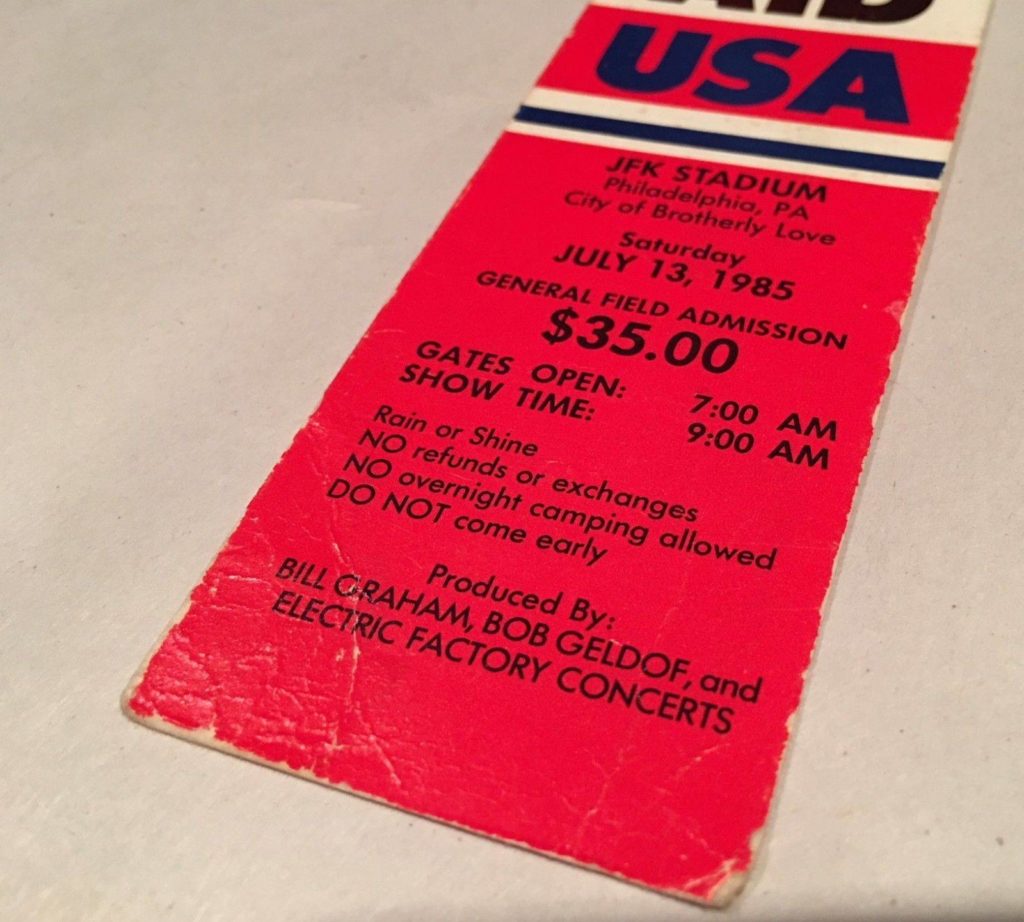 AID
USA
JFK STADIUM
Philadelphia, PA
City of Brotherly Love
Saturday
JULY 13, 1985
GENERAL FIELD ADMISSION
$35.00
GATES OPEN: 7:00 AM
SHOW TIME: 9:00 AM
Rain or Shine
NO refunds or exchanges
NO overnight camping allowed
DO NOT come early
Produced By:
BILL GRAHAM, BOB GELDOF, and
ELECTRIC FACTORY CONCERTS